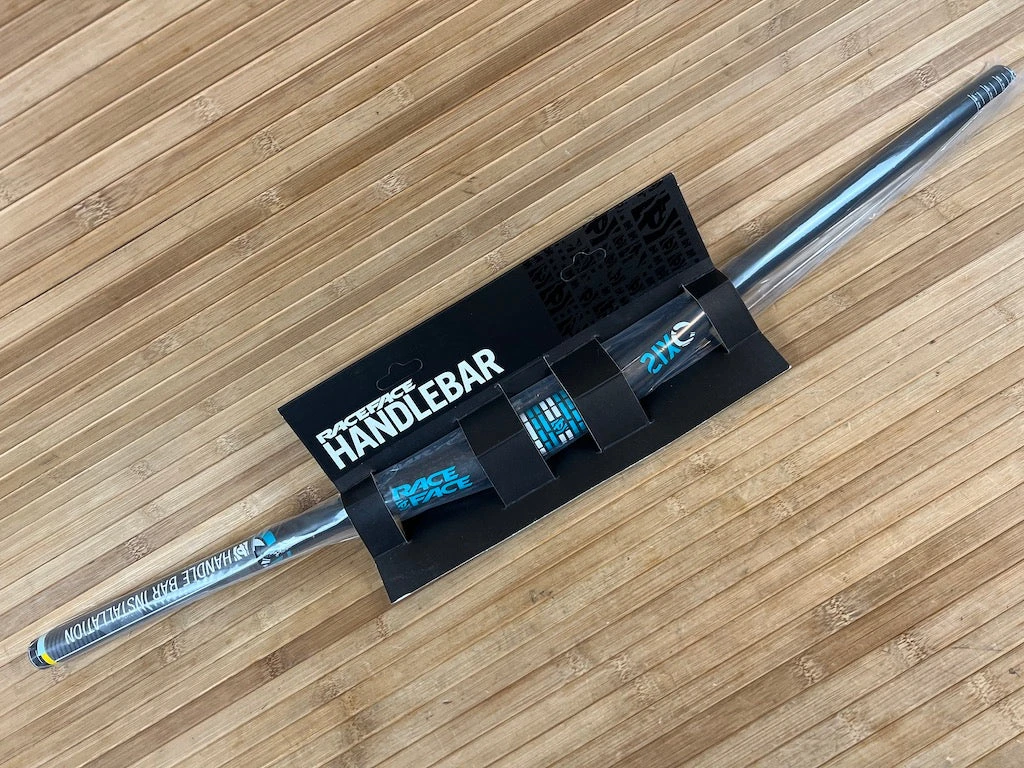 RACEFACE
HANDLEBAR
RACE
FACE
SIXC
HANDLE BAR INSTALLATION